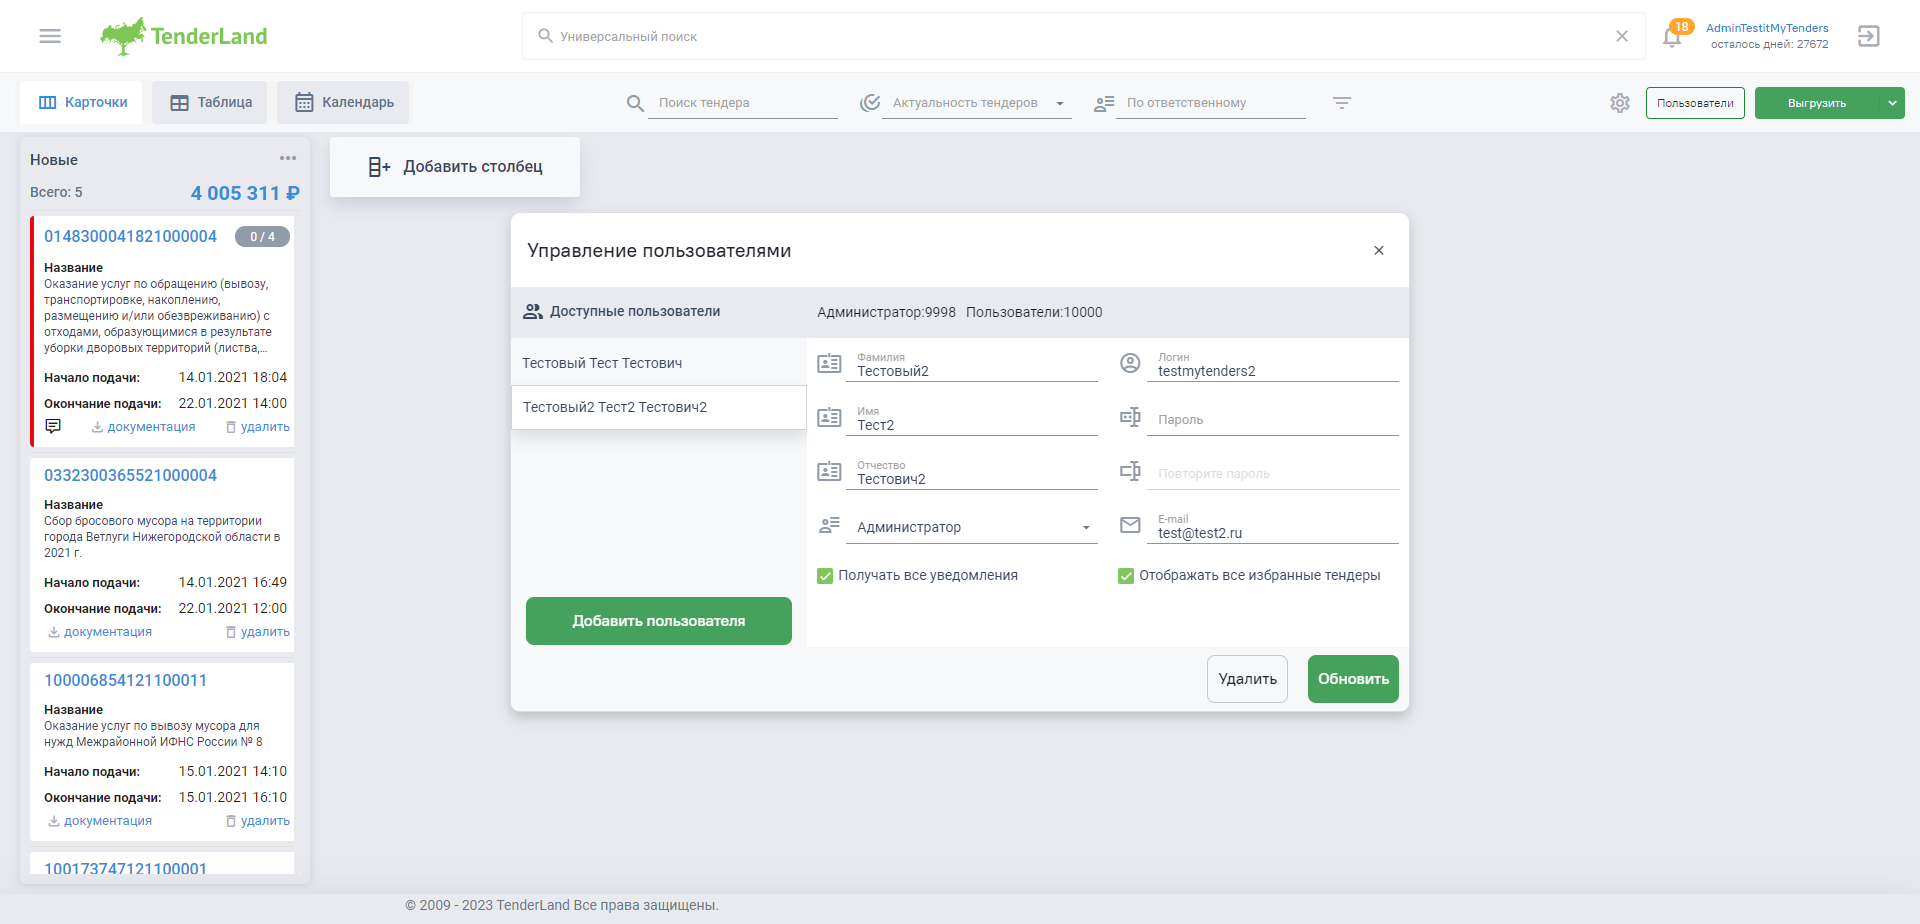 TenderLand
Универсальный поиск
18
AdminTestitMyTenders
осталось дней: 27672
Карточки
Таблица
Календарь
Поиск тендера
Актуальность тендеров
По ответственному
Пользователи
Выгрузить
Новые
Всего: 5
4 005 311 ₽
0148300041821000004
0 / 4
Название
Оказание услуг по обращению (вывозу,
транспортировке, накоплению,
размещению и/или обезвреживанию) с
отходами, образующимися в результате
уборки дворовых территорий (листва,...
Начало подачи: 14.01.2021 18:04
Окончание подачи: 22.01.2021 14:00
документация удалить
0332300365521000004
Название
Сбор бросового мусора на территории
города Ветлуги Нижегородской области в
2021 г.
Начало подачи: 14.01.2021 16:49
Окончание подачи: 22.01.2021 12:00
документация удалить
100006854121100011
Название
Оказание услуг по вывозу мусора для
нужд Межрайонной ИФНС России № 8
Начало подачи: 15.01.2021 14:10
Окончание подачи: 15.01.2021 16:10
документация удалить
100173747121100001
Добавить столбец
Управление пользователями
Доступные пользователи
Администратор:9998 Пользователи:10000
Тестовый Тест Тестович
Тестовый2 Тест2 Тестович2
Добавить пользователя
Фамилия
Тестовый2
Логин
testmytenders2
Имя
Тест2
Пароль
Отчество
Тестович2
Повторите пароль
Администратор
E-mail
test@test2.ru
Получать все уведомления
Отображать все избранные тендеры
Удалить
Обновить
© 2009 - 2023 TenderLand Все права защищены.